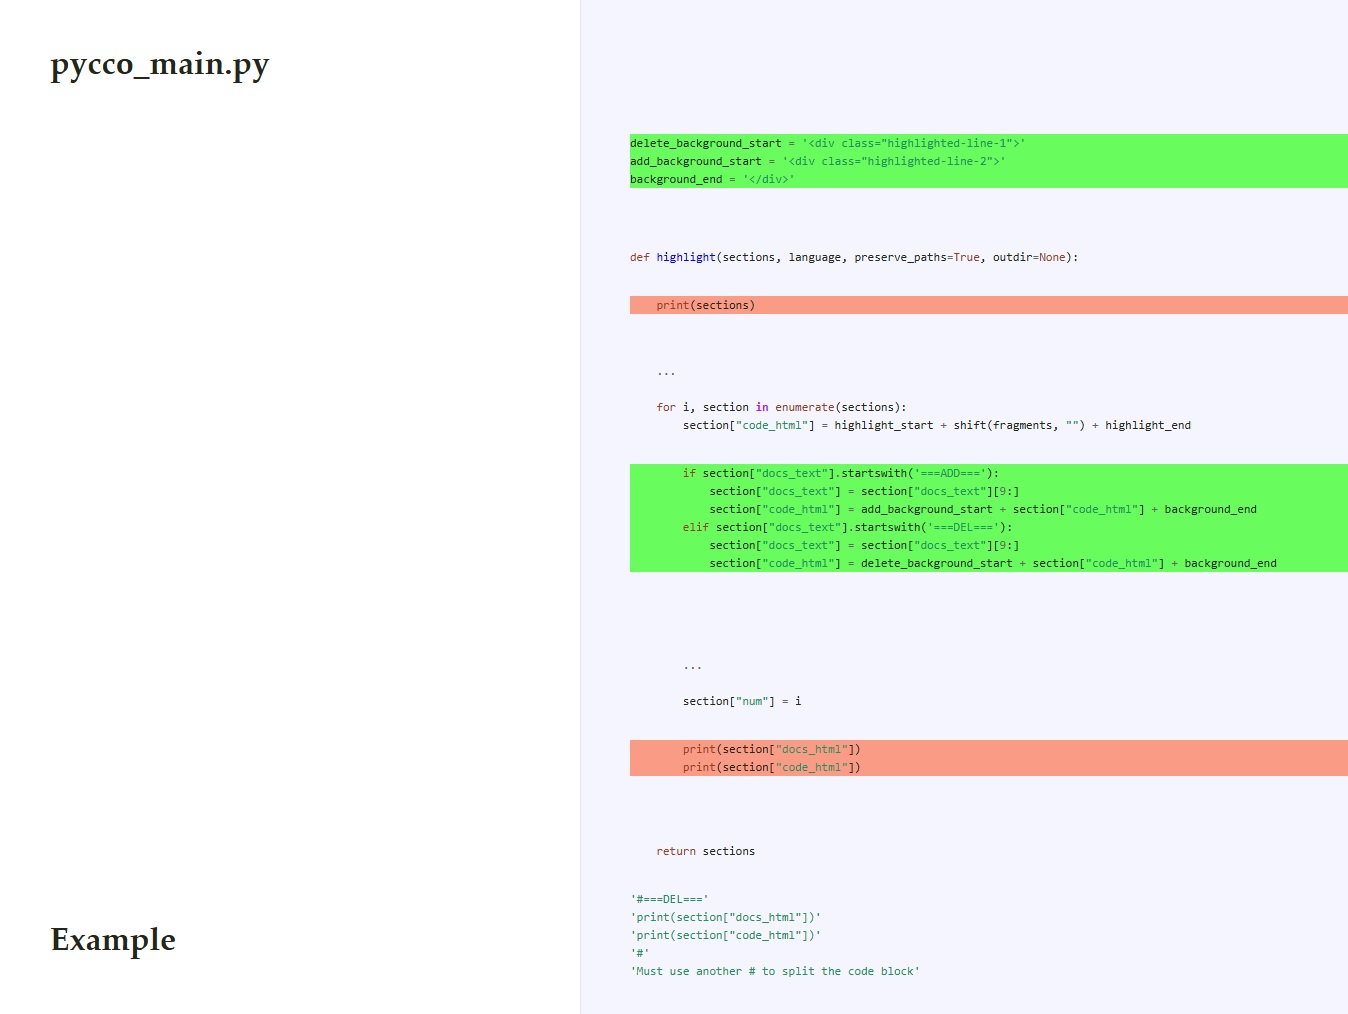 pycco_main.py
delete_background_start = '<div class="highlighted-line-1">'
add_background_start = '<div class="highlighted-line-2">'
background_end = '</div>'
def highlight(sections, language, preserve_paths=True, outdir=None):
    print(sections)
    ...
    for i, section in enumerate(sections):
        section["code_html"] = highlight_start + shift(fragments, "") + highlight_end
        if section["docs_text"].startswith('===ADD==='):
            section["docs_text"] = section["docs_text"][9:]
            section["code_html"] = add_background_start + section["code_html"] + background_end
        elif section["docs_text"].startswith('===DEL==='):
            section["docs_text"] = section["docs_text"][9:]
            section["code_html"] = delete_background_start + section["code_html"] + background_end
        ...
        section["num"] = i
        print(section["docs_html"])
        print(section["code_html"])
    return sections
Example
'#===DEL==='
'print(section["docs_html"])'
'print(section["code_html"])'
'#'
'Must use another # to split the code block'